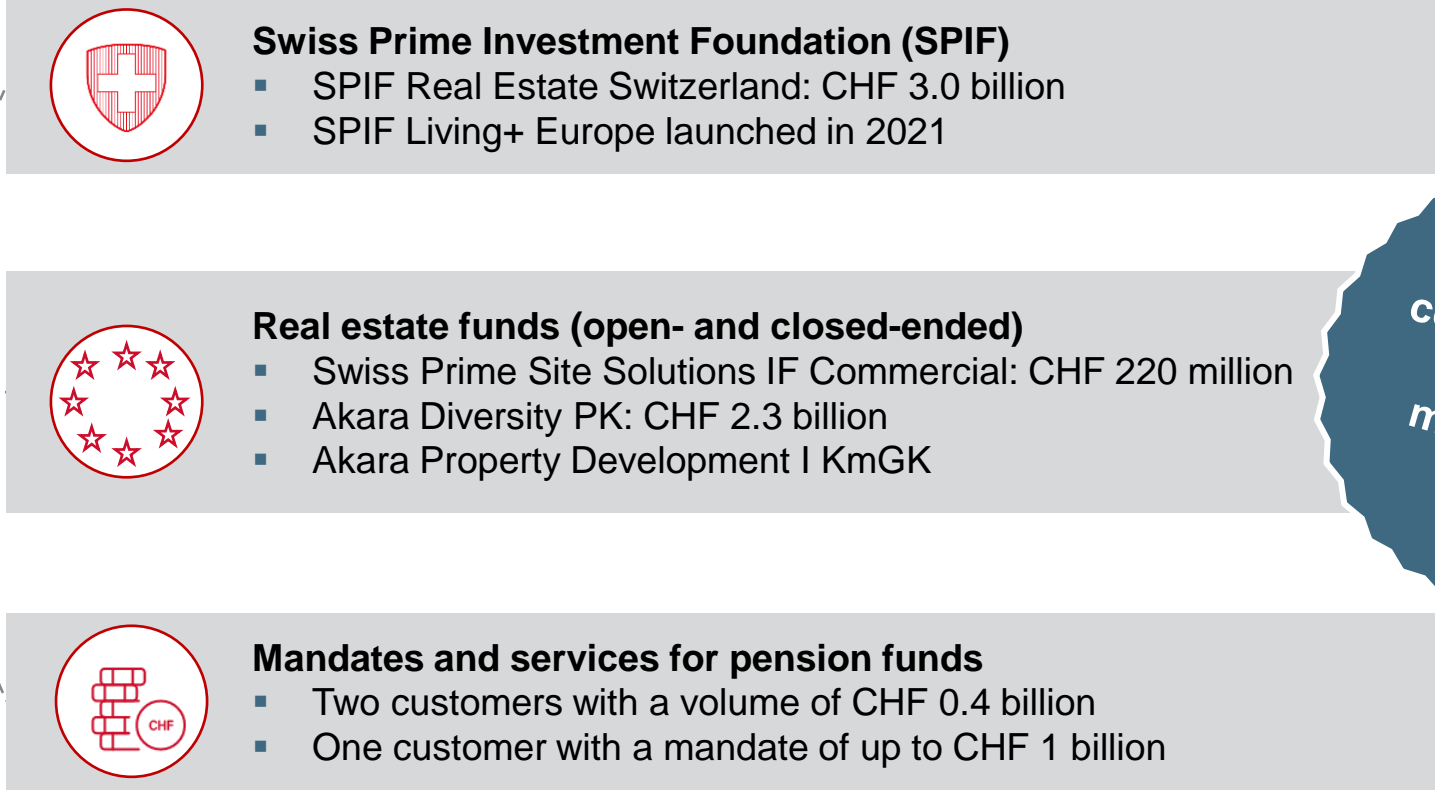 Swiss Prime Investment Foundation (SPIF)
▪ SPIF Real Estate Switzerland: CHF 3.0 billion
▪ SPIF Living+ Europe launched in 2021
Real estate funds (open- and closed-ended)
▪ Swiss Prime Site Solutions IF Commercial: CHF 220 million
▪ Akara Diversity PK: CHF 2.3 billion
▪ Akara Property Development I KmGK
Mandates and services for pension funds
CHF
▪ Two customers with a volume of CHF 0.4 billion
▪ One customer with a mandate of up to CHF 1 billion